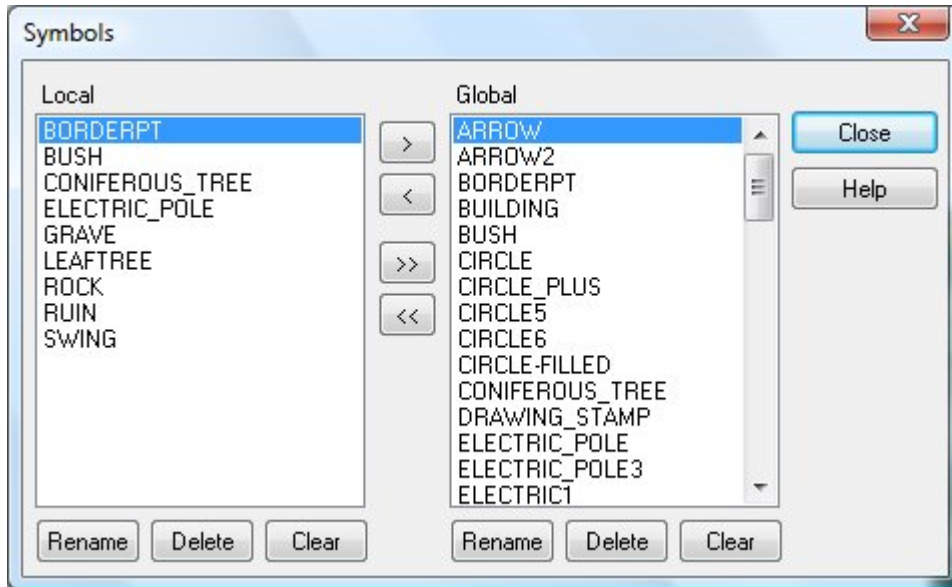 Symbols
Local
BORDERPT
BUSH
CONIFEROUS_TREE
ELECTRIC_POLE
GRAVE
LEAFTREE
ROCK
RUIN
SWING
Rename Delete Clear
>
<
>>
<<
Global
ARROW
ARROW2
BORDERPT
BUILDING
BUSH
CIRCLE
CIRCLE_PLUS
CIRCLE5
CIRCLE6
CIRCLE-FILLED
CONIFEROUS_TREE
DRAWING_STAMP
ELECTRIC_POLE
ELECTRIC_POLE3
ELECTRIC1
Rename Delete Clear
Close
Help